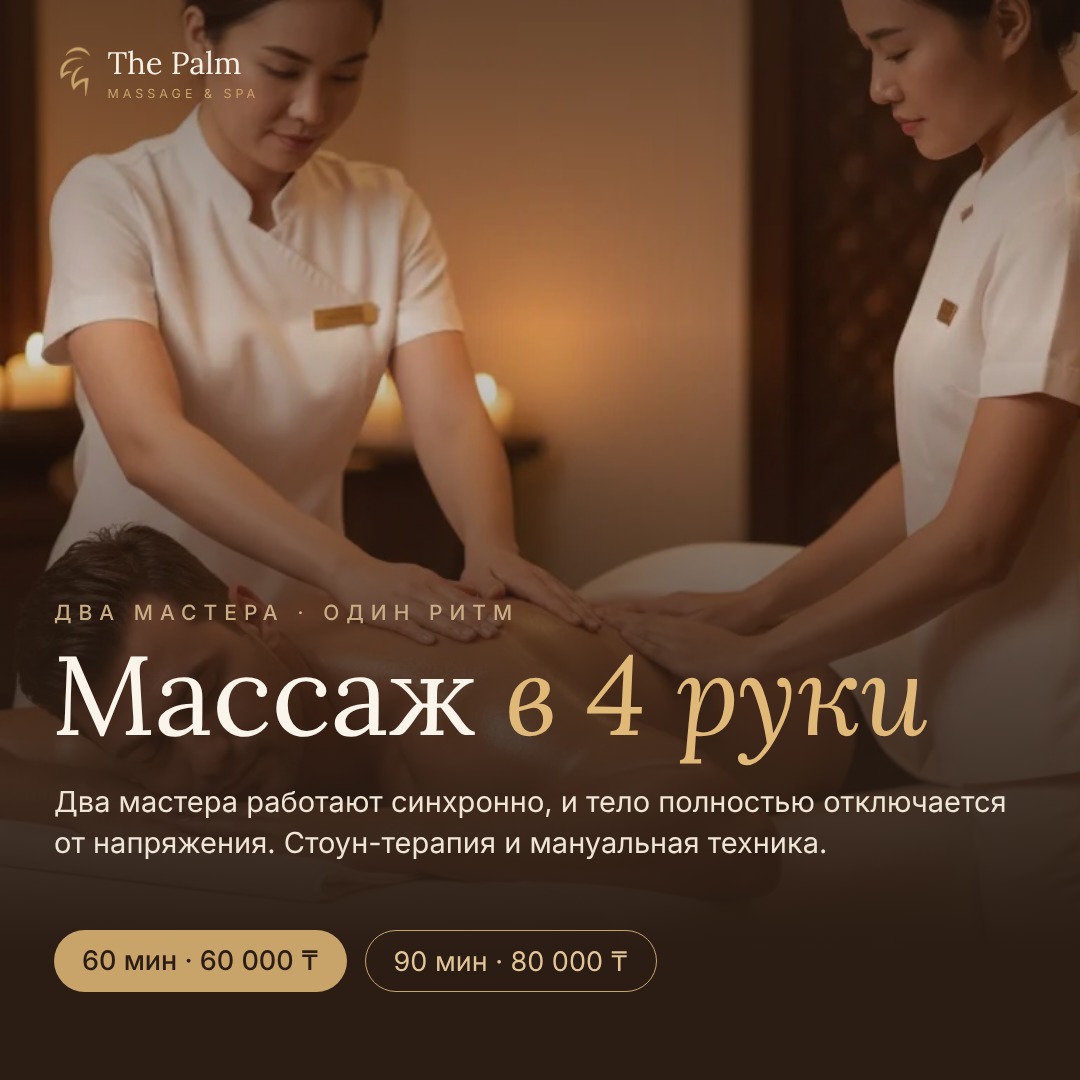 The Palm
MASSAGE & SPA
ДВА МАСТЕРА · ОДИН РИТМ
Массаж в 4 руки
Два мастера работают синхронно, и тело полностью отключается
от напряжения. Стоун-терапия и мануальная техника.
60 мин · 60 000 ₸
90 мин · 80 000 ₸